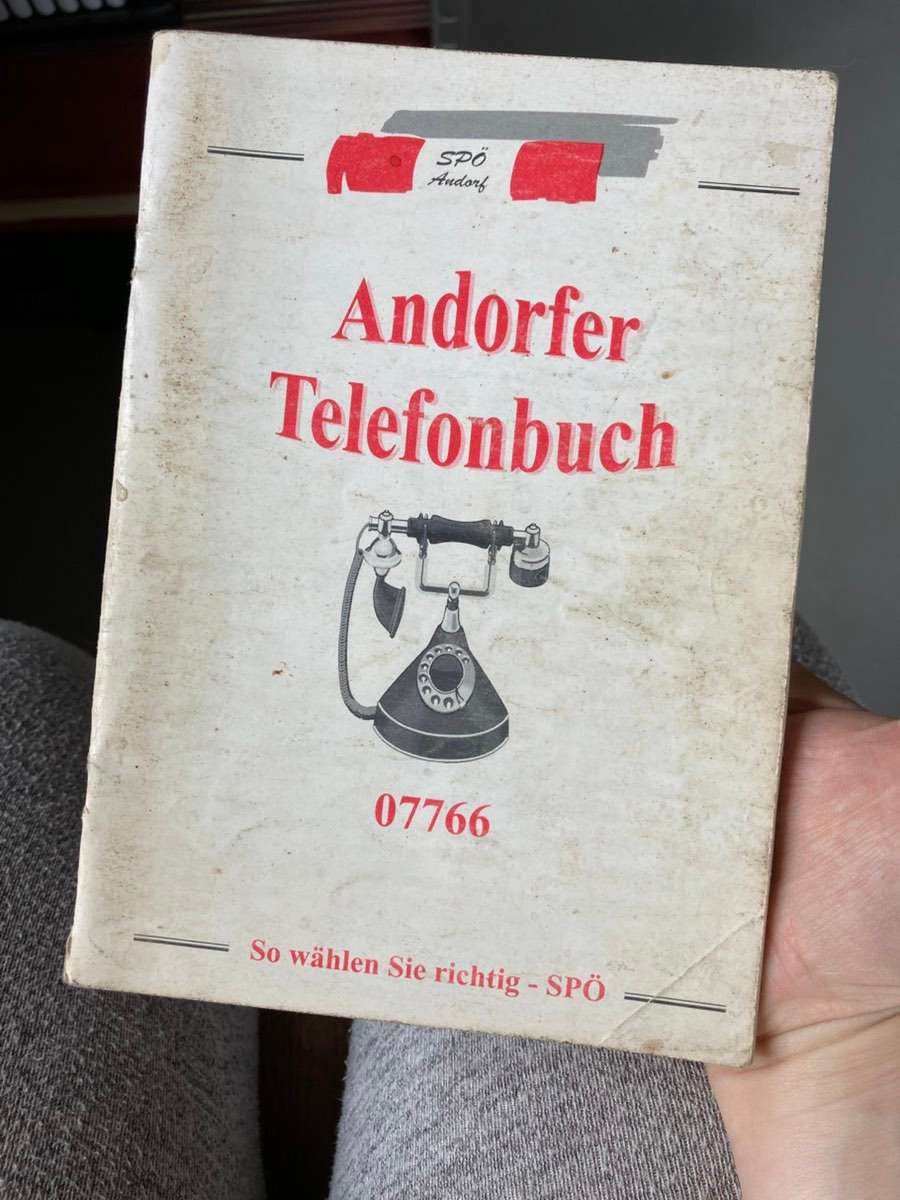 SPÖ
Andorf
Andorfer
Telefonbuch
07766
So wählen Sie richtig - SPÖ